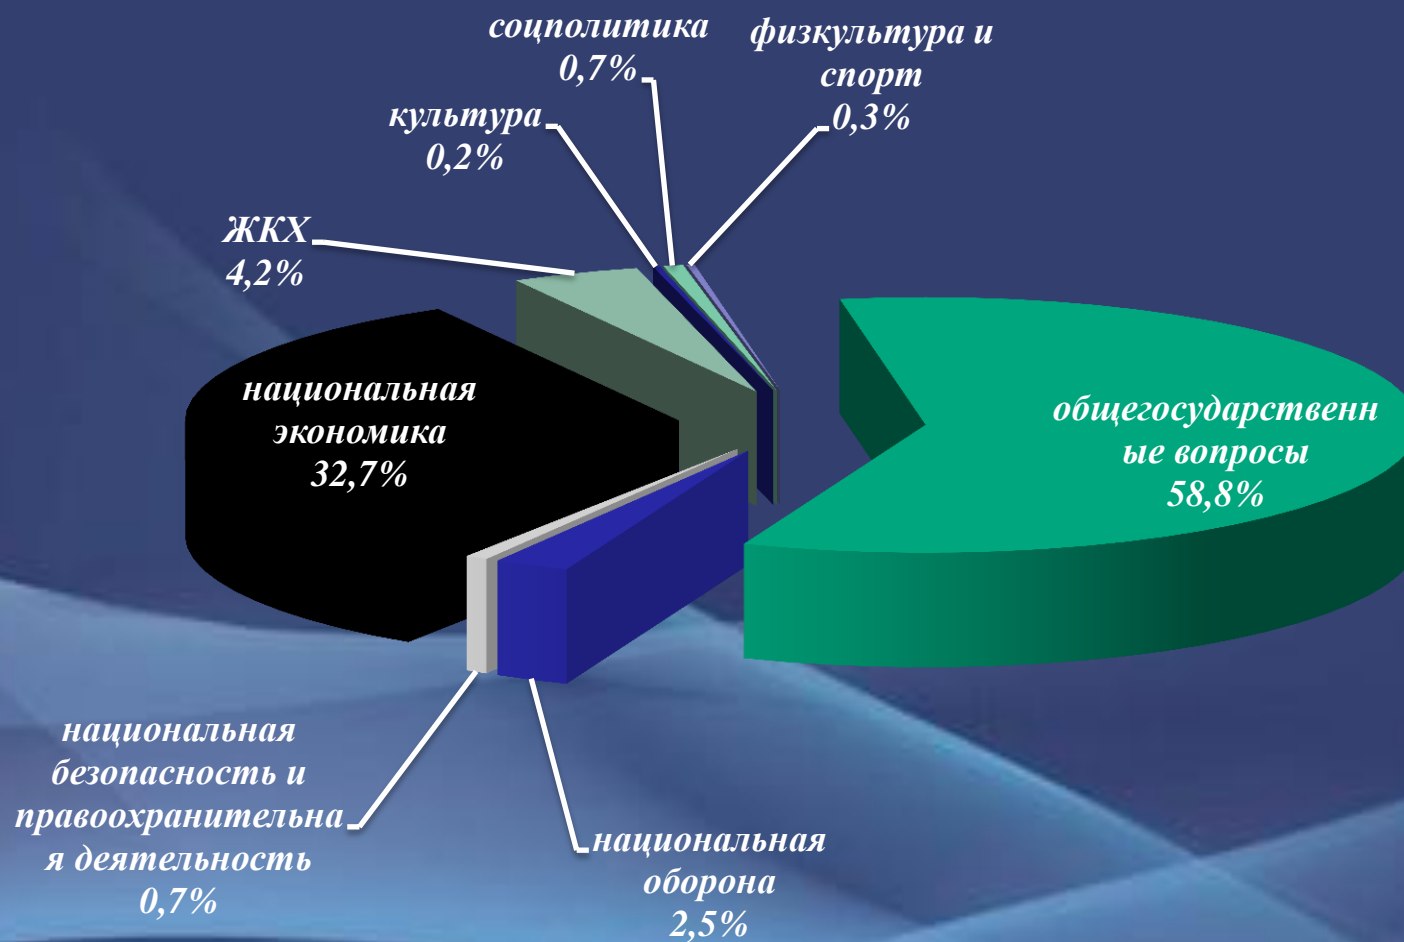 соцполитика
0,7%
физкультура и
спорт
0,3%
культура
0,2%
ЖКХ
4,2%
национальная
экономика
32,7%
общегосударственн
ые вопросы
58,8%
национальная
безопасность и
правоохранительна
я деятельность
0,7%
национальная
оборона
2,5%